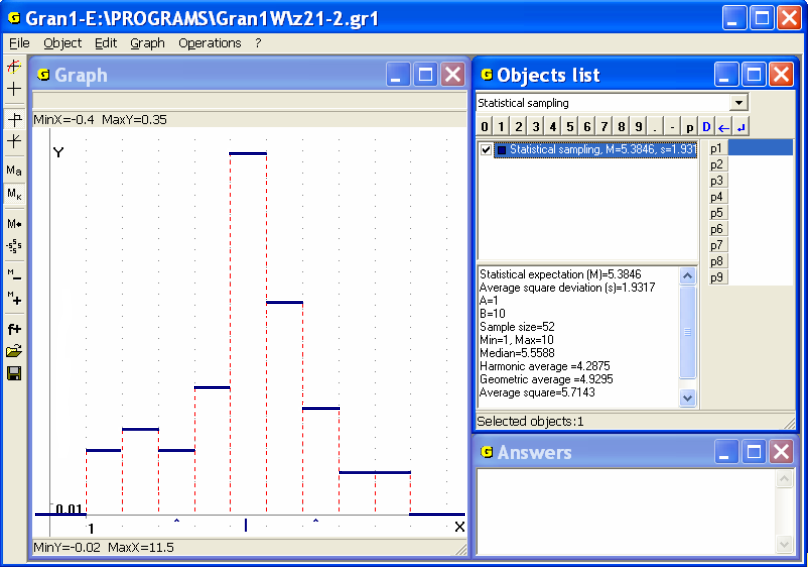 Gran1-E:\PROGRAMS\Gran1W\z21-2.gr1
File Object Edit Graph Operations ?
Graph
MinX=-0.4 MaxY=0.35
Y
0.01
1
X
MinY=-0.02 MaxX=11.5
Ma
Mк
M
555
M
M
f+
Objects list
Statistical sampling
0 1 2 3 4 5 6 7 8 9 . - p D ← ↲
Statistical sampling, M=5.3846, s=1.931
p1
p2
p3
p4
p5
p6
p7
p8
p9
Statistical expectation (M)=5.3846
Average square deviation (s)=1.9317
A=1
B=10
Sample size=52
Min=1, Max=10
Median=5.5588
Harmonic average =4.2875
Geometric average =4.9295
Average square=5.7143
Selected objects:1
Answers